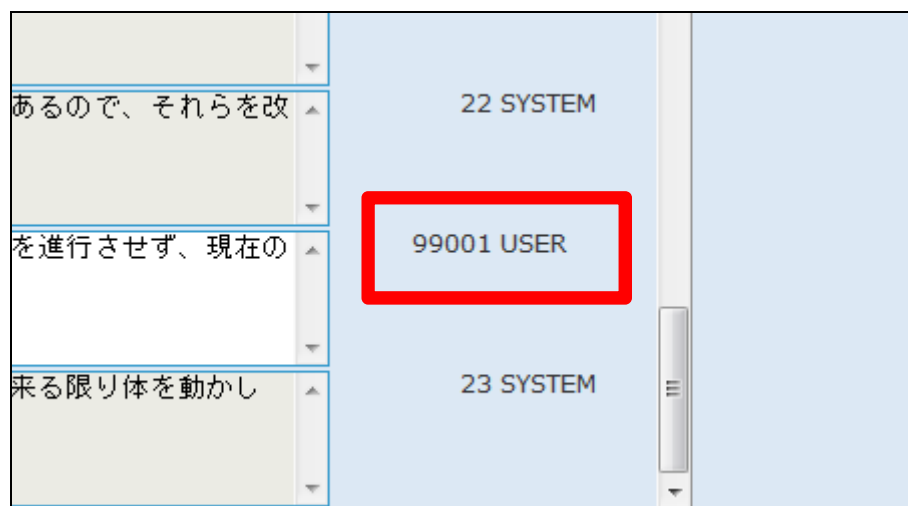 あるので、それらを改
22 SYSTEM
を進行させず、現在の
99001 USER
来る限り体を動かし
23 SYSTEM